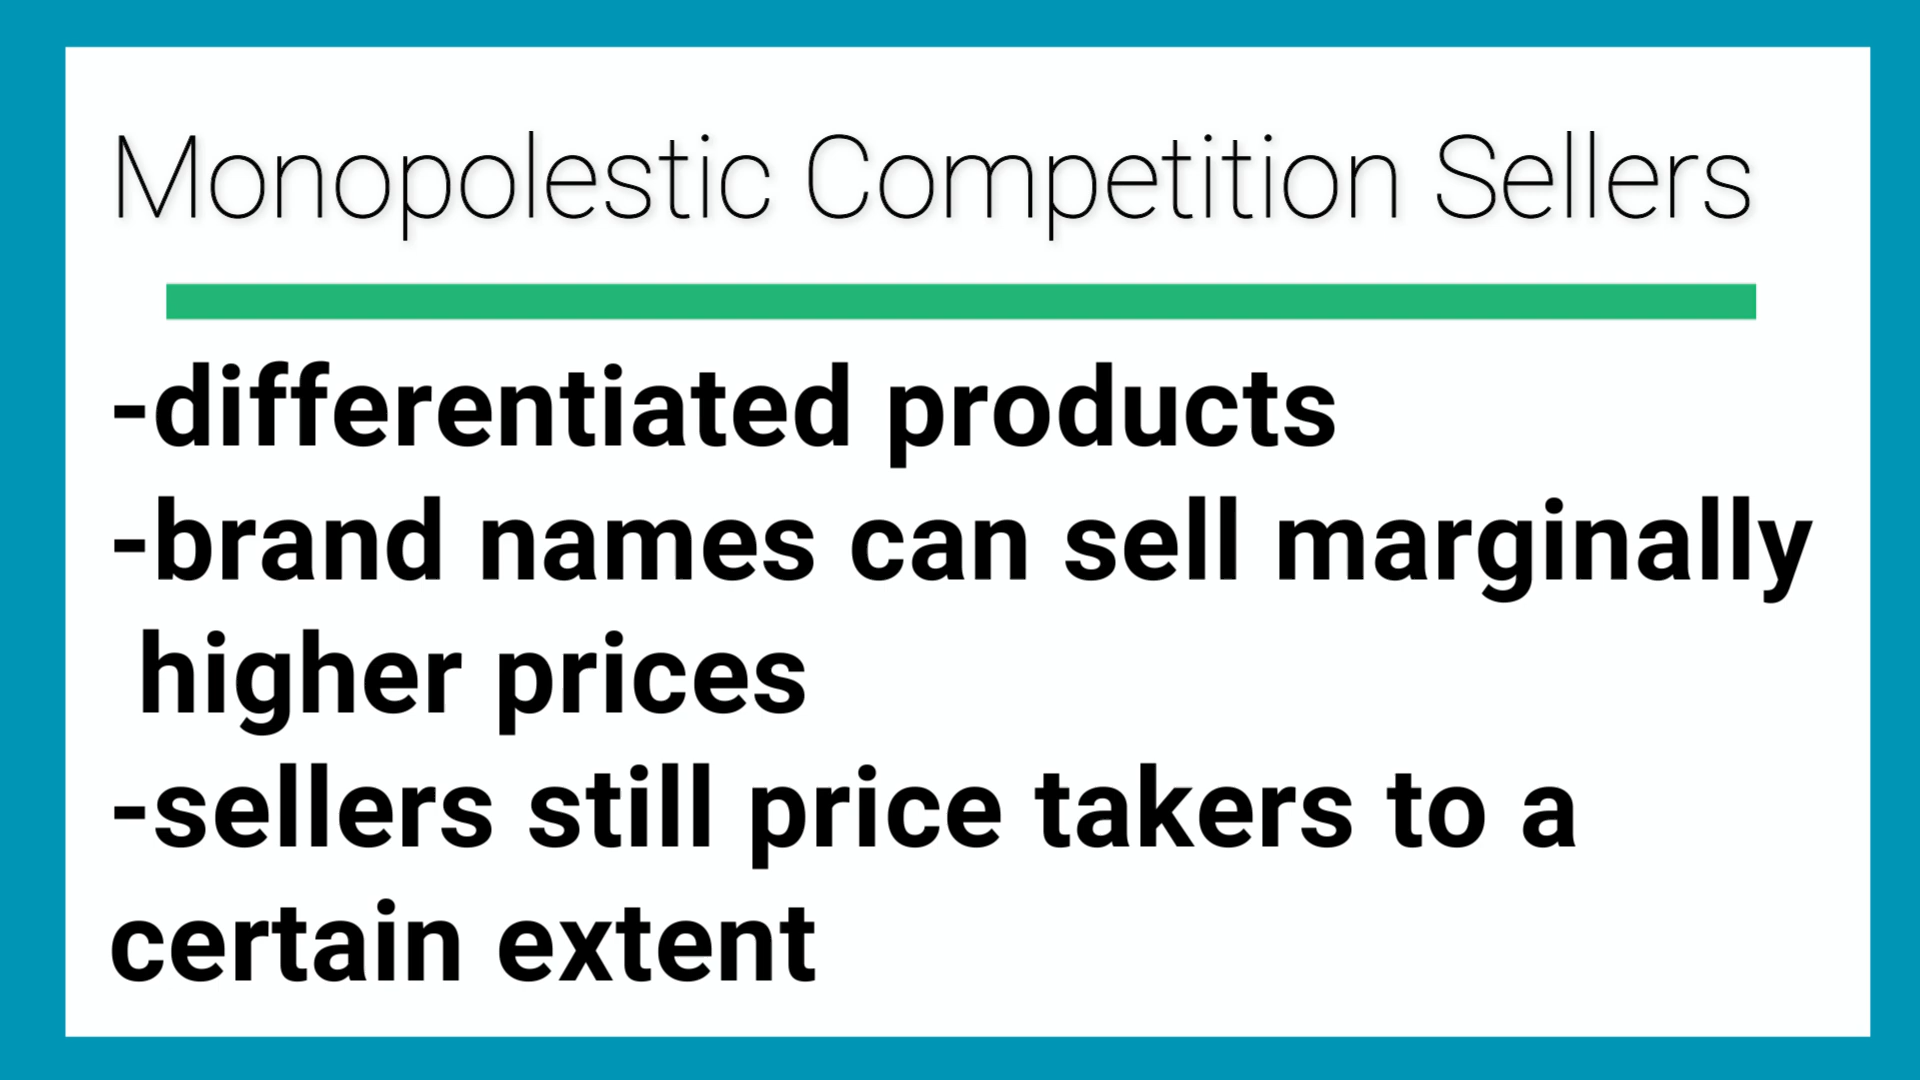 Monopolestic Competition Sellers
-differentiated products
-brand names can sell marginally
higher prices
-sellers still price takers to a
certain extent